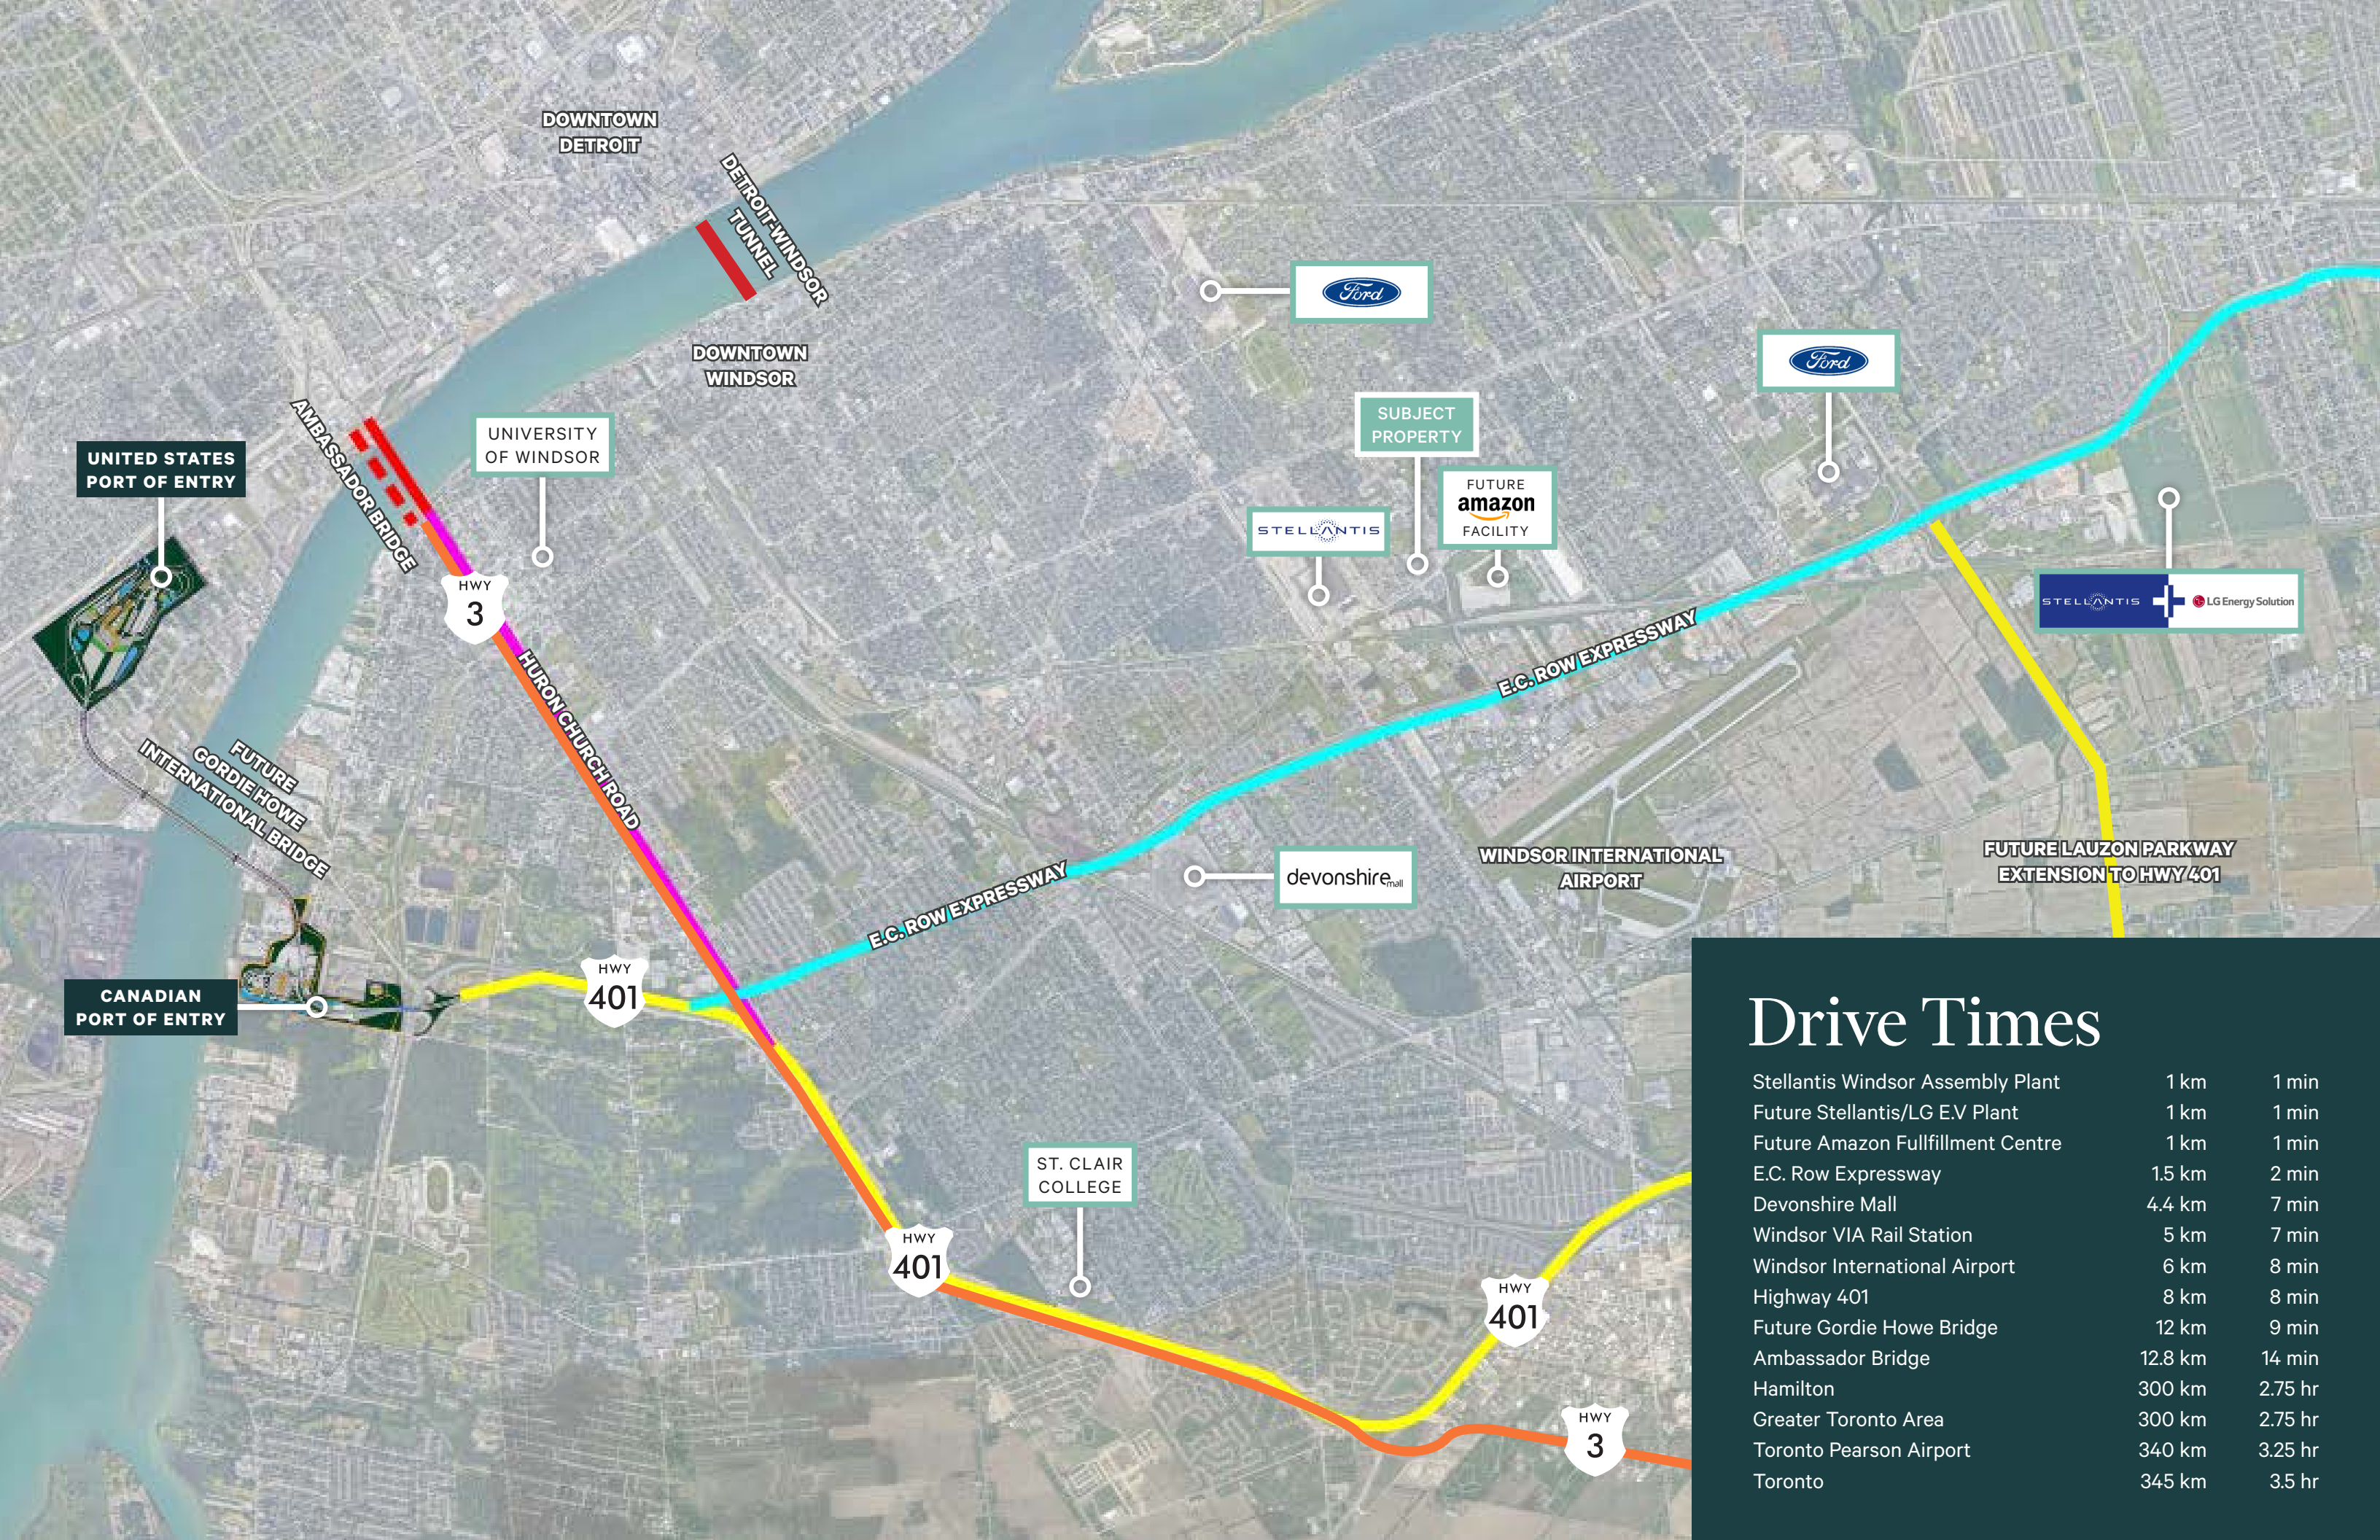 DOWNTOWN
DETROIT
DETROIT-WINDSOR
TUNNEL
DOWNTOWN
WINDSOR
Ford
Ford
AMBASSADOR BRIDGE
UNIVERSITY
OF WINDSOR
UNITED STATES
PORT OF ENTRY
SUBJECT
PROPERTY
FUTURE
amazon
FACILITY
STELLANTIS
HWY
3
STELLANTIS
LG Energy Solution
E.C. ROW EXPRESSWAY
HURON CHURCH ROAD
FUTURE
GORDIE HOWE
INTERNATIONAL BRIDGE
WINDSOR INTERNATIONAL
AIRPORT
FUTURE LAUZON PARKWAY
EXTENSION TO HWY 401
devonshire mall
E.C. ROW EXPRESSWAY
HWY
401
CANADIAN
PORT OF ENTRY
ST. CLAIR
COLLEGE
HWY
401
HWY
401
HWY
3
Drive Times
Stellantis Windsor Assembly Plant 1 km 1 min
Future Stellantis/LG E.V Plant 1 km 1 min
Future Amazon Fullfillment Centre 1 km 1 min
E.C. Row Expressway 1.5 km 2 min
Devonshire Mall 4.4 km 7 min
Windsor VIA Rail Station 5 km 7 min
Windsor International Airport 6 km 8 min
Highway 401 8 km 8 min
Future Gordie Howe Bridge 12 km 9 min
Ambassador Bridge 12.8 km 14 min
Hamilton 300 km 2.75 hr
Greater Toronto Area 300 km 2.75 hr
Toronto Pearson Airport 340 km 3.25 hr
Toronto 345 km 3.5 hr